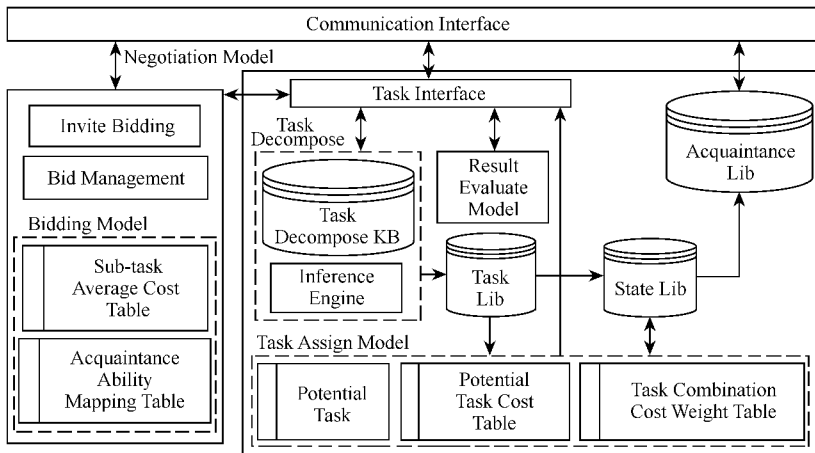 Communication Interface
Negotiation Model
Task Interface
Invite Bidding
Bid Management
Bidding Model
Sub-task
Average Cost
Table
Acquaintance
Ability
Mapping Table
Task
Decompose
Task
Decompose KB
Inference
Engine
Result
Evaluate
Model
Acquaintance
Lib
Task
Lib
State Lib
Task Assign Model
Potential
Task
Potential
Task Cost
Table
Task Combination
Cost Weight Table